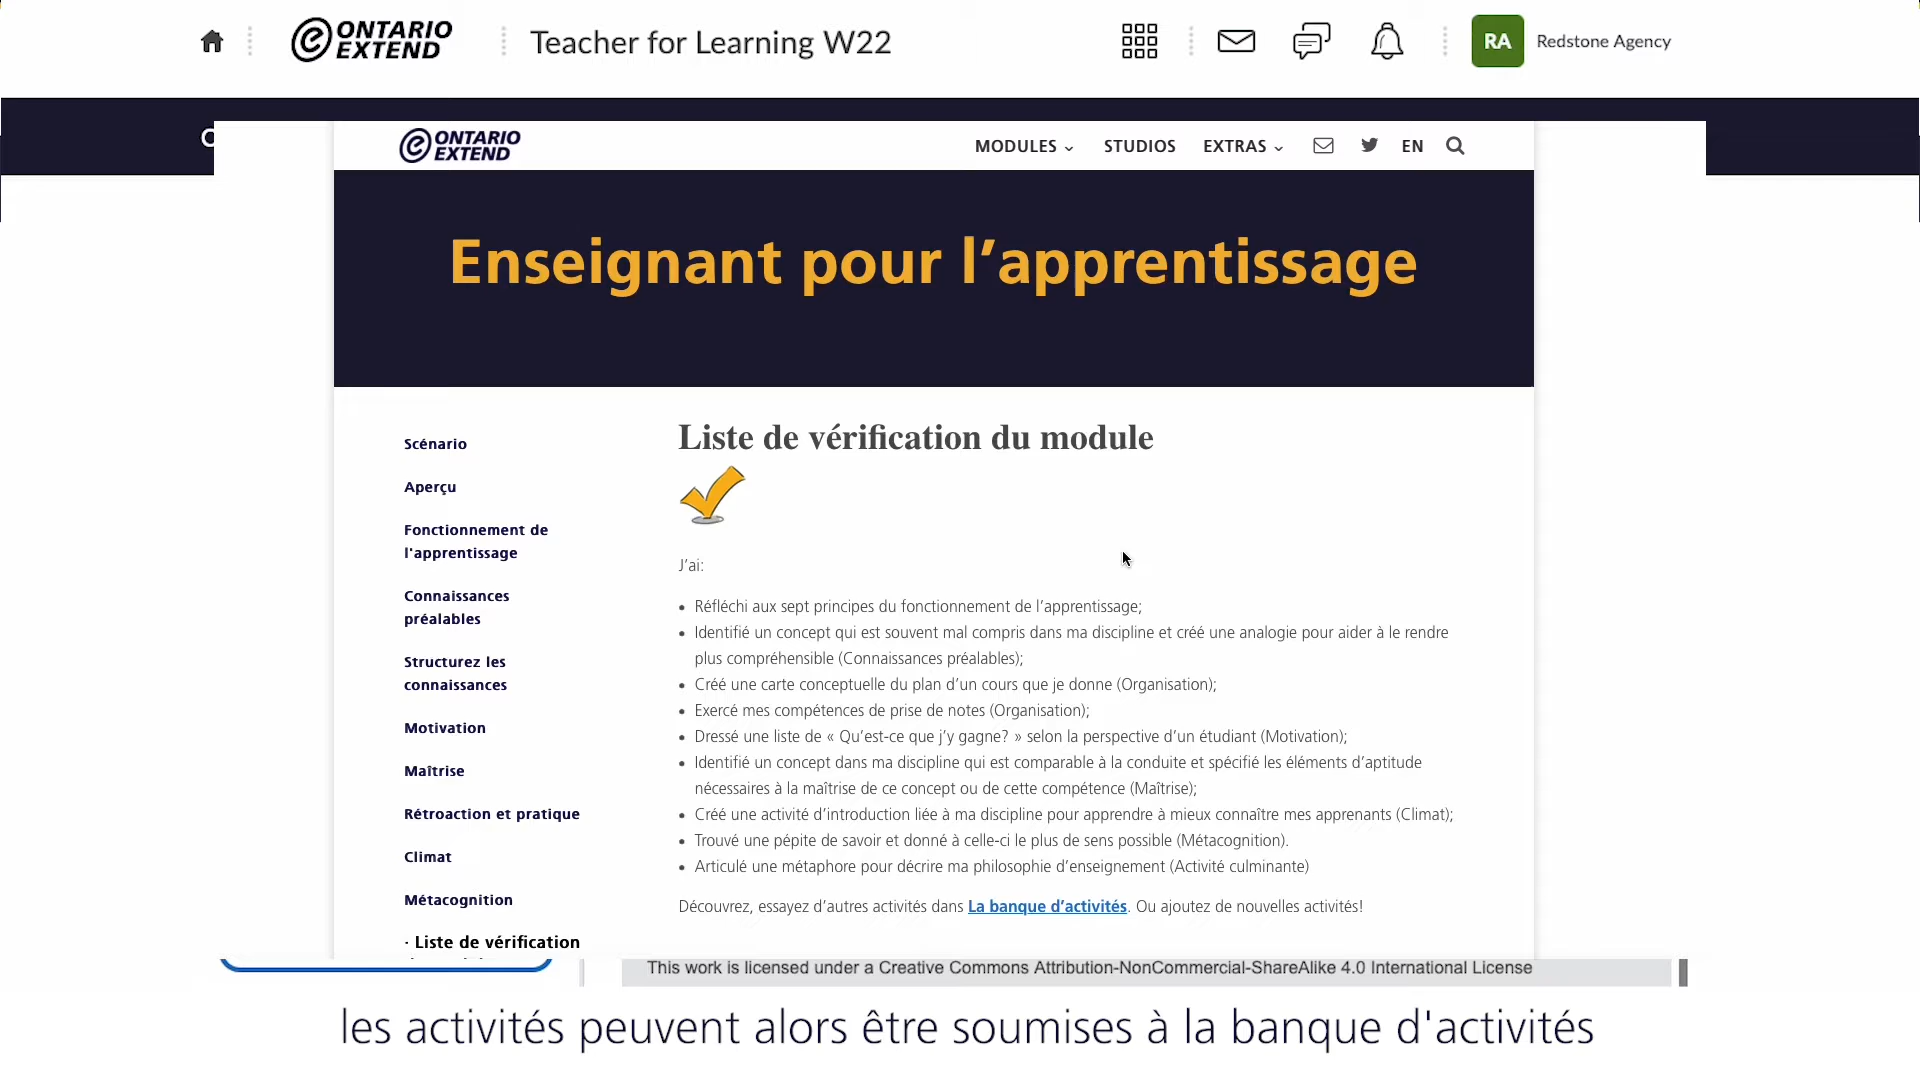 ONTARIO
EXTEND
Teacher for Learning W22
RA
Redstone Agency
ONTARIO
EXTEND
MODULES
STUDIOS
EXTRAS
EN
Enseignant pour l’apprentissage
Scénario
Aperçu
Fonctionnement de
l'apprentissage
Connaissances
préalables
Structurez les
connaissances
Motivation
Maîtrise
Rétroaction et pratique
Climat
Métacognition
· Liste de vérification
Liste de vérification du module
J’ai:
• Réfléchi aux sept principes du fonctionnement de l’apprentissage;
• Identifié un concept qui est souvent mal compris dans ma discipline et créé une analogie pour aider à le rendre
plus compréhensible (Connaissances préalables);
• Créé une carte conceptuelle du plan d’un cours que je donne (Organisation);
• Exercé mes compétences de prise de notes (Organisation);
• Dressé une liste de « Qu’est-ce que j’y gagne? » selon la perspective d’un étudiant (Motivation);
• Identifié un concept dans ma discipline qui est comparable à la conduite et spécifié les éléments d’aptitude
nécessaires à la maîtrise de ce concept ou de cette compétence (Maîtrise);
• Créé une activité d’introduction liée à ma discipline pour apprendre à mieux connaître mes apprenants (Climat);
• Trouvé une pépite de savoir et donné à celle-ci le plus de sens possible (Métacognition).
• Articulé une métaphore pour décrire ma philosophie d’enseignement (Activité culminante)
Découvrez, essayez d’autres activités dans La banque d’activités. Ou ajoutez de nouvelles activités!
This work is licensed under a Creative Commons Attribution-NonCommercial-ShareAlike 4.0 International License
les activités peuvent alors être soumises à la banque d'activités